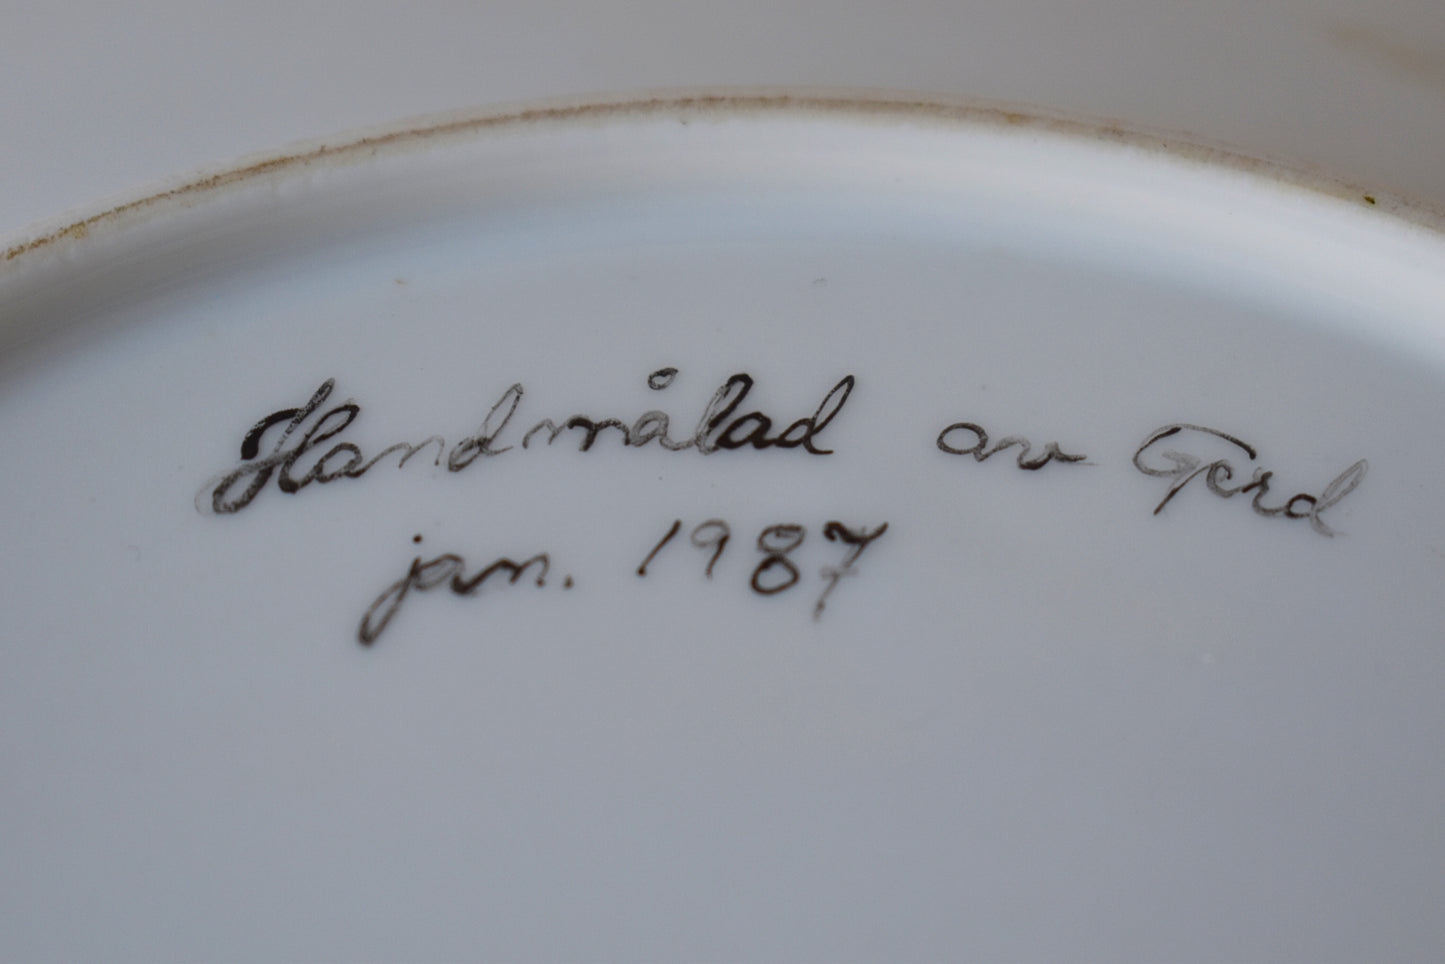 Handmålad av Gerd
jan. 1987